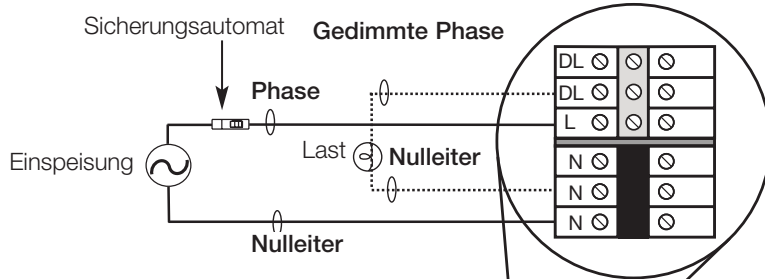 Sicherungsautomat
Gedimmte Phase
Phase
Einspeisung
Last
Nulleiter
Nulleiter
DL
DL
L
N
N
N